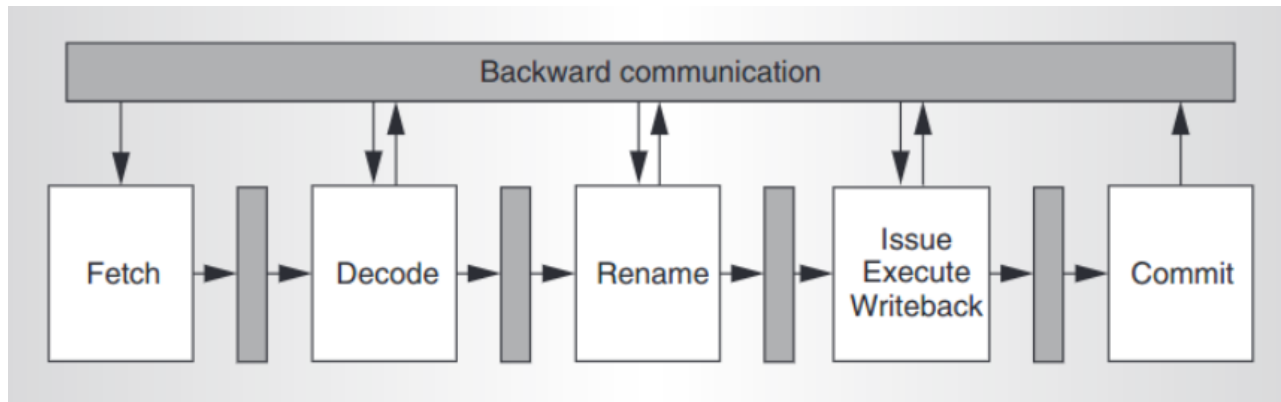 Backward communication
Fetch
Decode
Rename
Issue
Execute
Writeback
Commit